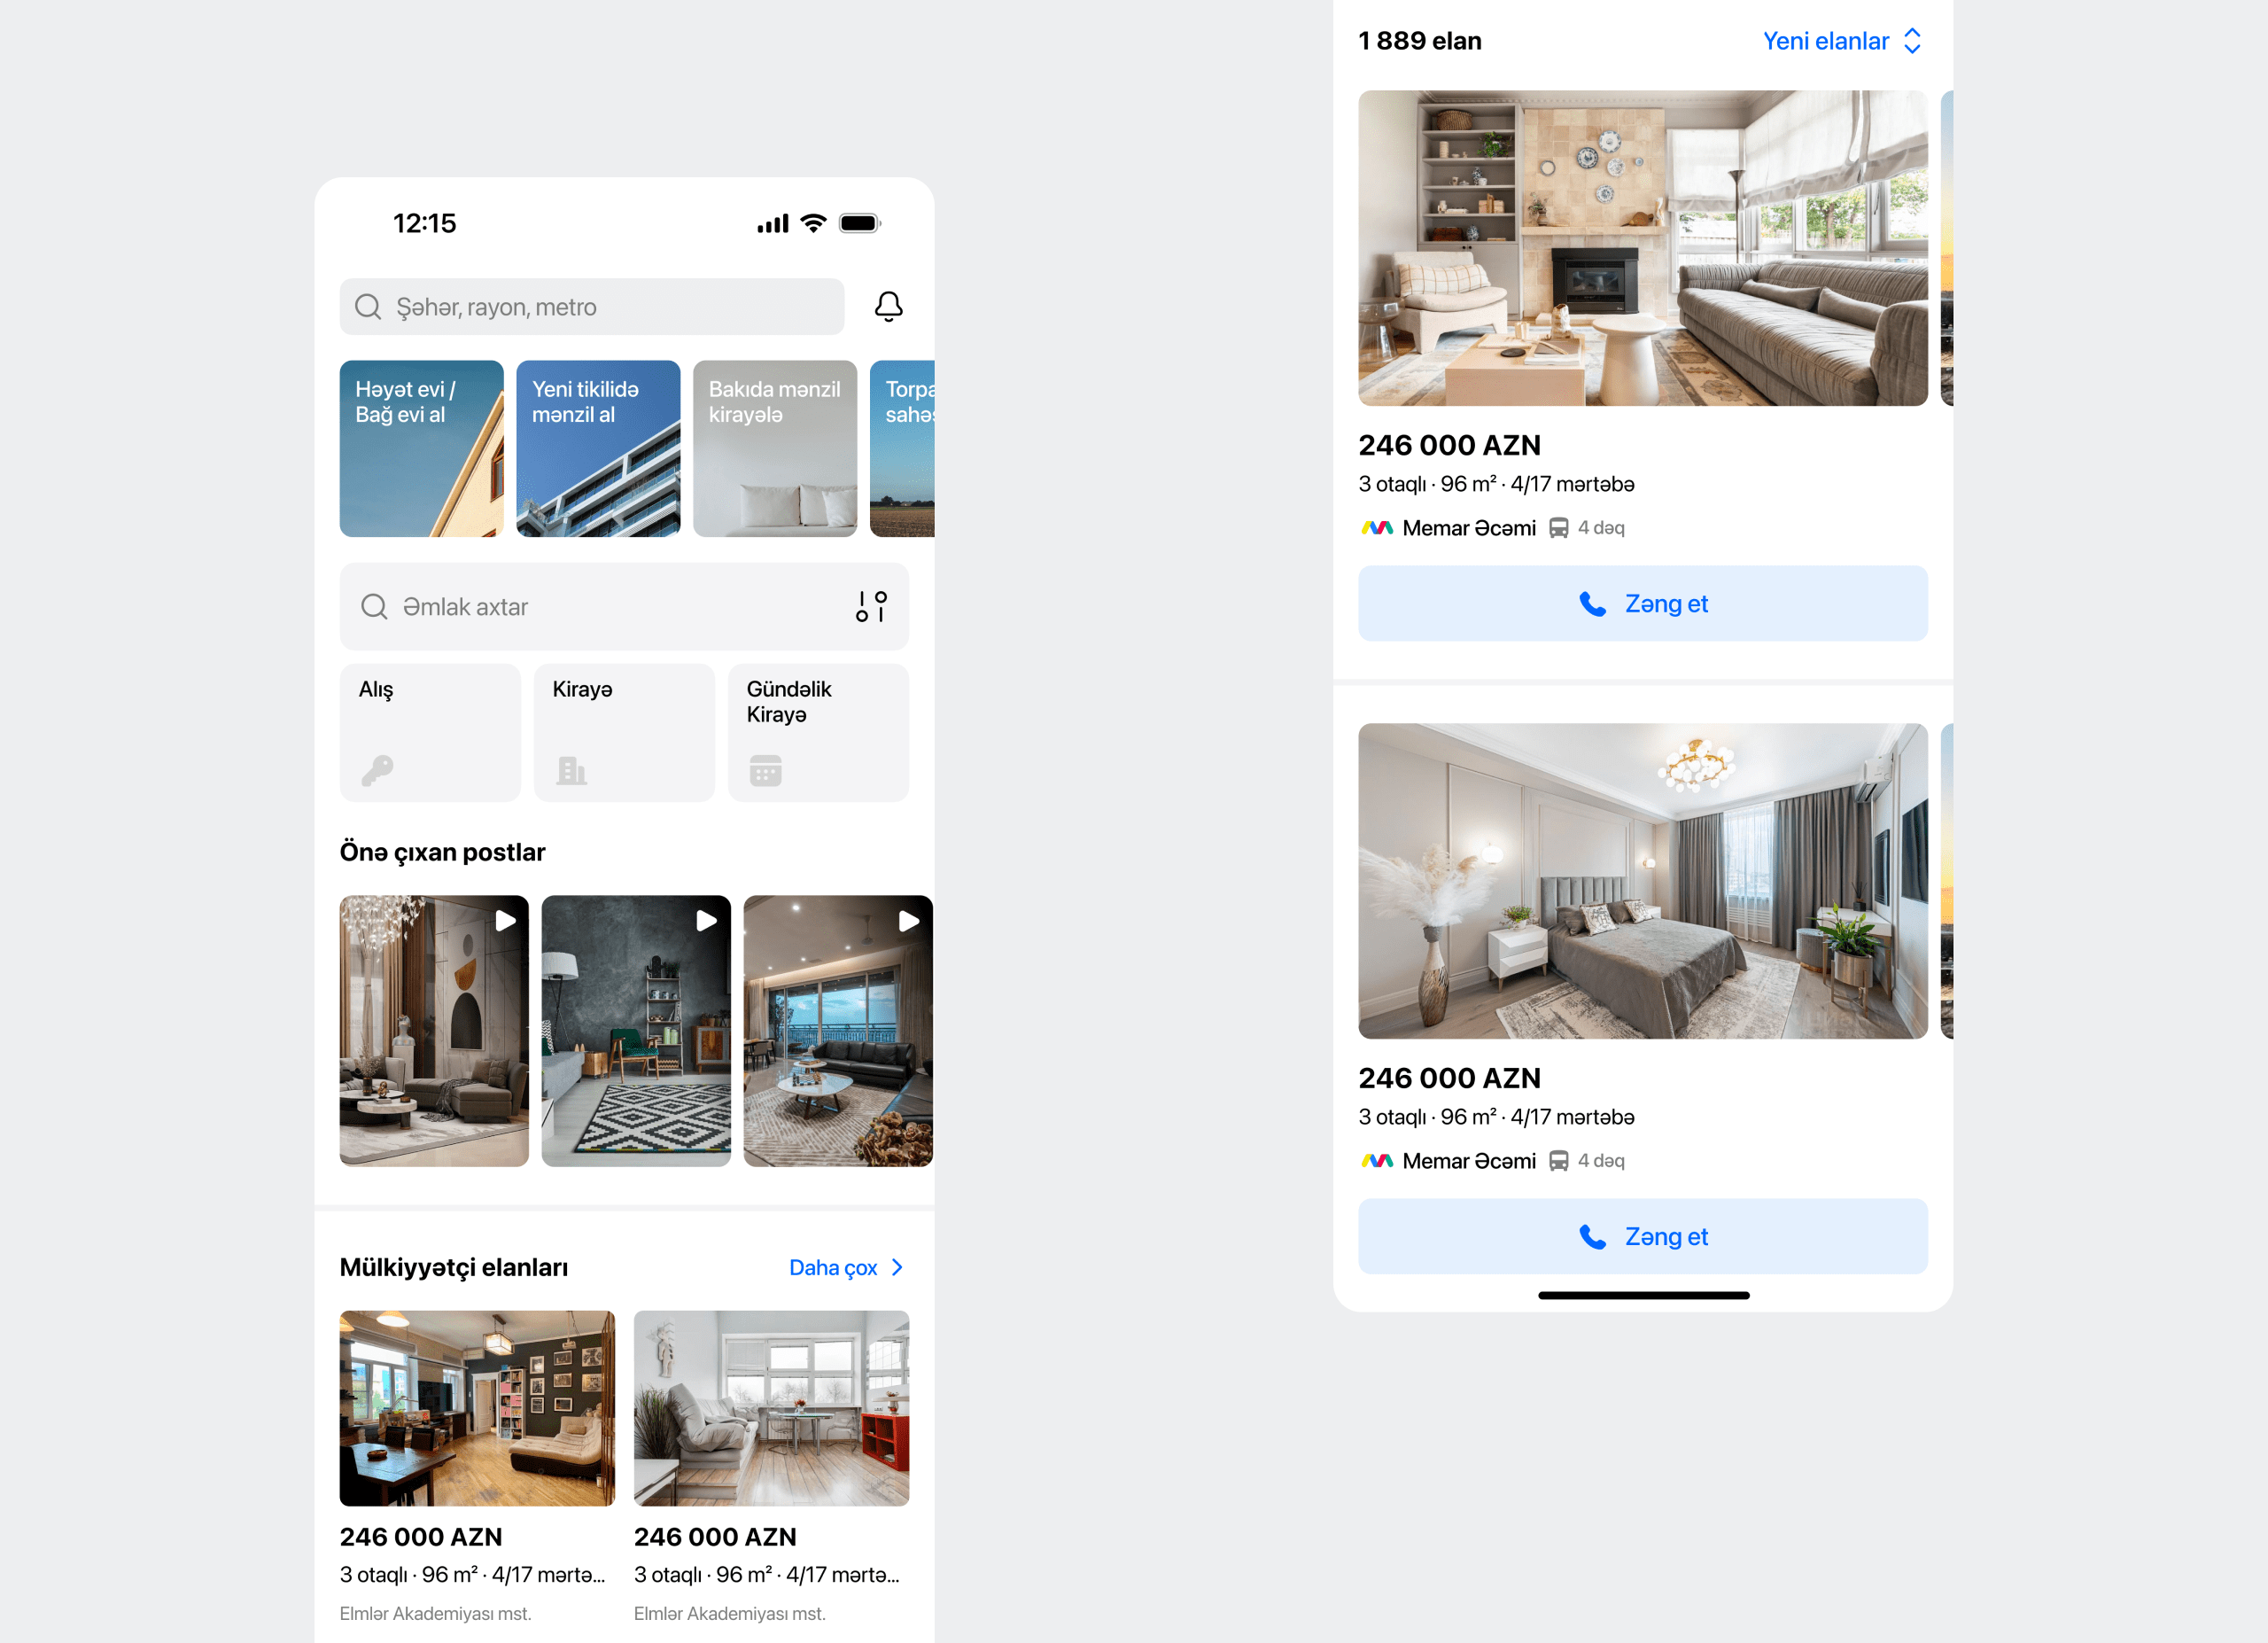 12:15
Şəhər, rayon, metro
Həyət evi /
Bağ evi al
Yeni tikilidə
mənzil al
Bakıda mənzil
kirayələ
Əmlak axtar
Alış
Kirayə
Gündəlik
Kirayə
Önə çıxan postlar
Mülkiyyətçi elanları
Daha çox
246 000 AZN
3 otaqlı · 96 m² · 4/17 mərtə...
Elmlər Akademiyası mst.
246 000 AZN
3 otaqlı · 96 m² · 4/17 mərtə...
Elmlər Akademiyası mst.
1 889 elan
Yeni elanlar
246 000 AZN
3 otaqlı · 96 m² · 4/17 mərtəbə
Memar Əcəmi 4 dəq
Zəng et
246 000 AZN
3 otaqlı · 96 m² · 4/17 mərtəbə
Memar Əcəmi 4 dəq
Zəng et